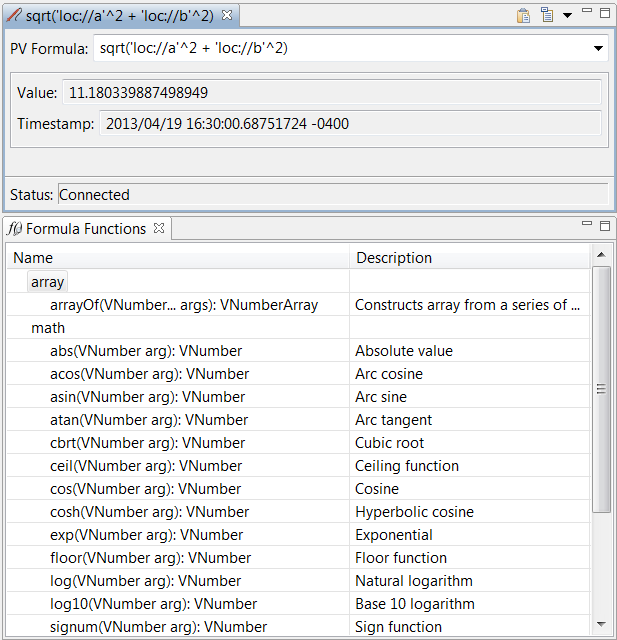 sqrt('loc://a'^2 + 'loc://b'^2)
PV Formula: sqrt('loc://a'^2 + 'loc://b'^2)
Value: 11.180339887498949
Timestamp: 2013/04/19 16:30:00.68751724 -0400
Status: Connected
f() Formula Functions
Name Description
array
arrayOf(VNumber... args): VNumberArray Constructs array from a series of ...
math
abs(VNumber arg): VNumber Absolute value
acos(VNumber arg): VNumber Arc cosine
asin(VNumber arg): VNumber Arc sine
atan(VNumber arg): VNumber Arc tangent
cbrt(VNumber arg): VNumber Cubic root
ceil(VNumber arg): VNumber Ceiling function
cos(VNumber arg): VNumber Cosine
cosh(VNumber arg): VNumber Hyperbolic cosine
exp(VNumber arg): VNumber Exponential
floor(VNumber arg): VNumber Floor function
log(VNumber arg): VNumber Natural logarithm
log10(VNumber arg): VNumber Base 10 logarithm
signum(VNumber arg): VNumber Sign function